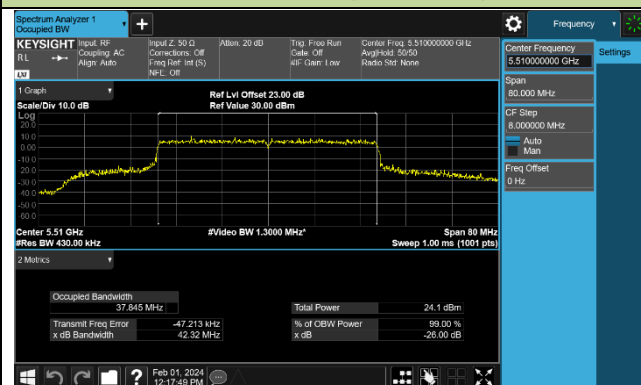 Spectrum Analyzer 1
Occupied BW
Frequency
KEYSIGHT
RL
LXI
Input: RF
Coupling: AC
Align: Auto
Input Z: 50 Ω
Corrections: Off
Freq Ref: Int (S)
NFE: Off
Atten: 20 dB
Trig: Free Run
Gate: Off
#IF Gain: Low
Center Freq: 5.510000000 GHz
Avg|Hold: 50/50
Radio Std: None
Center Frequency
5.510000000 GHz
Settings
Span
80.000 MHz
CF Step
8.000000 MHz
Auto
Man
Freq Offset
0 Hz
1 Graph
Scale/Div 10.0 dB
Ref Lvl Offset 23.00 dB
Ref Value 30.00 dBm
Log
20.0
10.0
0.00
-10.0
-20.0
-30.0
-40.0
-50.0
-60.0
Center 5.51 GHz
#Res BW 430.00 kHz
#Video BW 1.3000 MHz*
Span 80 MHz
Sweep 1.00 ms (1001 pts)
2 Metrics
Occupied Bandwidth
37.845 MHz
Total Power 24.1 dBm
Transmit Freq Error -47.213 kHz
% of OBW Power 99.00 %
x dB Bandwidth 42.32 MHz
x dB -26.00 dB
Feb 01, 2024
12:17:49 PM